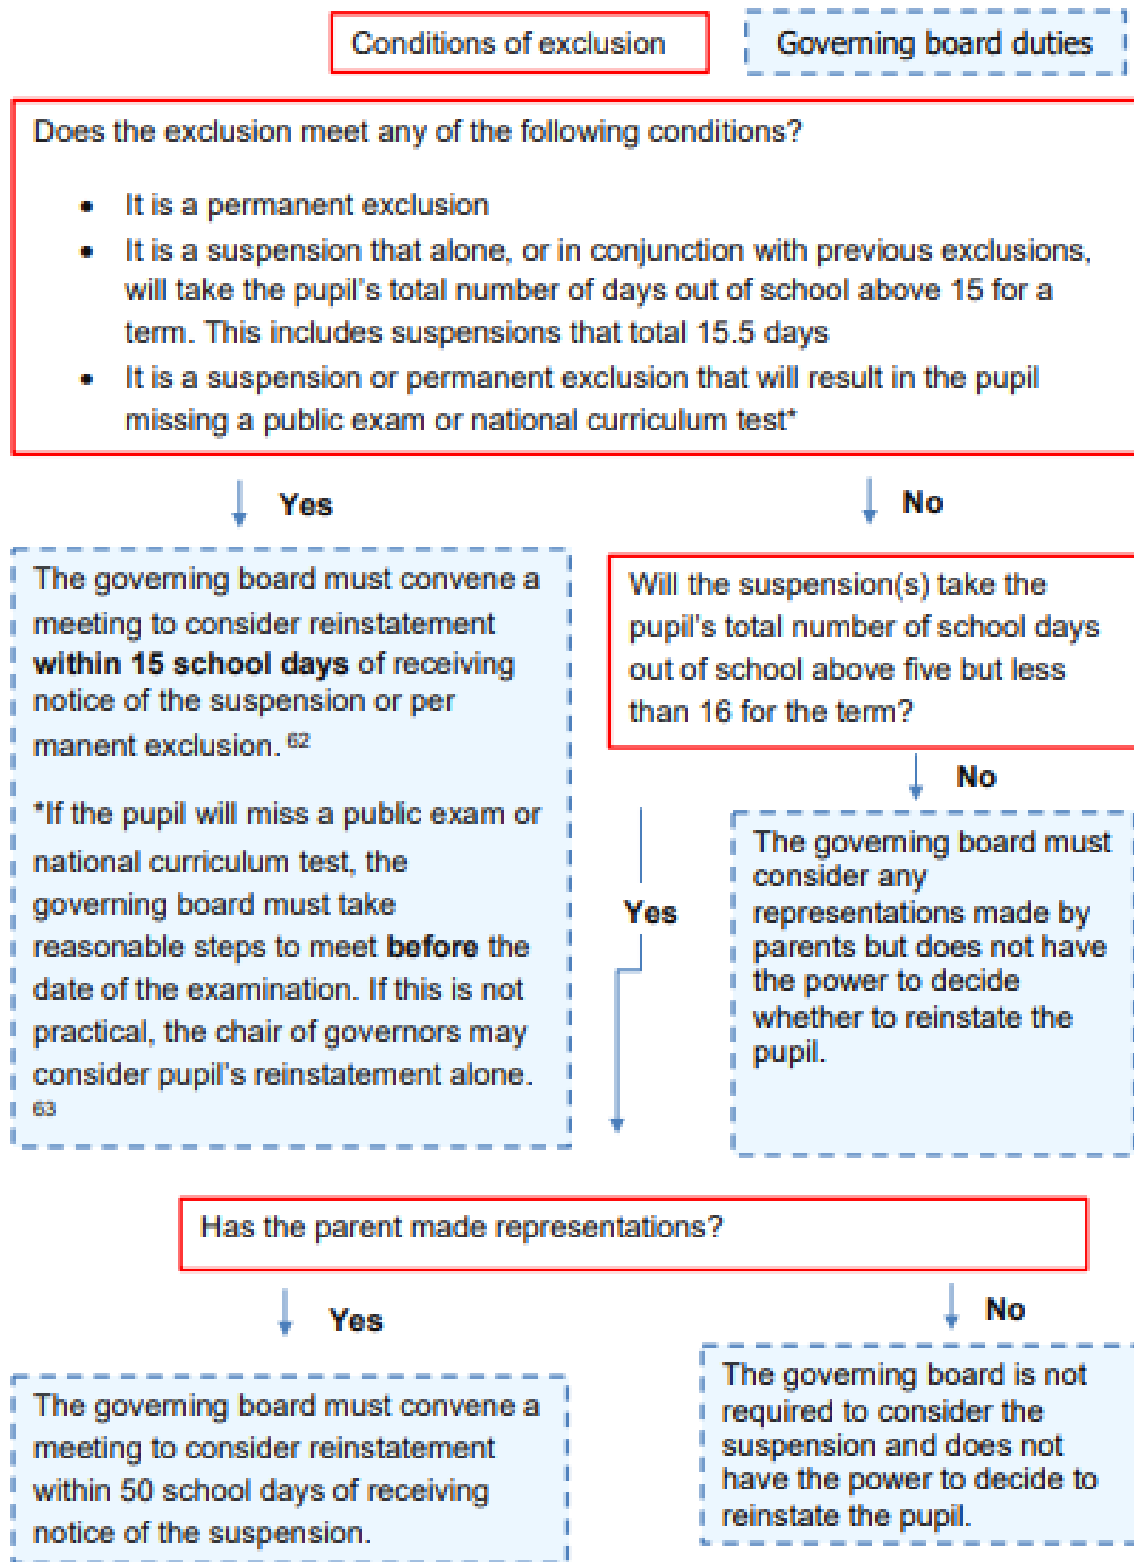 Conditions of exclusion
Governing board duties
Does the exclusion meet any of the following conditions?
• It is a permanent exclusion
• It is a suspension that alone, or in conjunction with previous exclusions,
will take the pupil's total number of days out of school above 15 for a
term. This includes suspensions that total 15.5 days
• It is a suspension or permanent exclusion that will result in the pupil
missing a public exam or national curriculum test*
Yes
No
The governing board must convene a
meeting to consider reinstatement
within 15 school days of receiving
notice of the suspension or per
manent exclusion. 62
*If the pupil will miss a public exam or
national curriculum test, the
governing board must take
reasonable steps to meet before the
date of the examination. If this is not
practical, the chair of governors may
consider pupil's reinstatement alone.
63
Will the suspension(s) take the
pupil's total number of school days
out of school above five but less
than 16 for the term?
No
Yes
The governing board must
consider any
representations made by
parents but does not have
the power to decide
whether to reinstate the
pupil.
Has the parent made representations?
Yes
No
The governing board must convene a
meeting to consider reinstatement
within 50 school days of receiving
notice of the suspension.
The governing board is not
required to consider the
suspension and does not
have the power to decide to
reinstate the pupil.